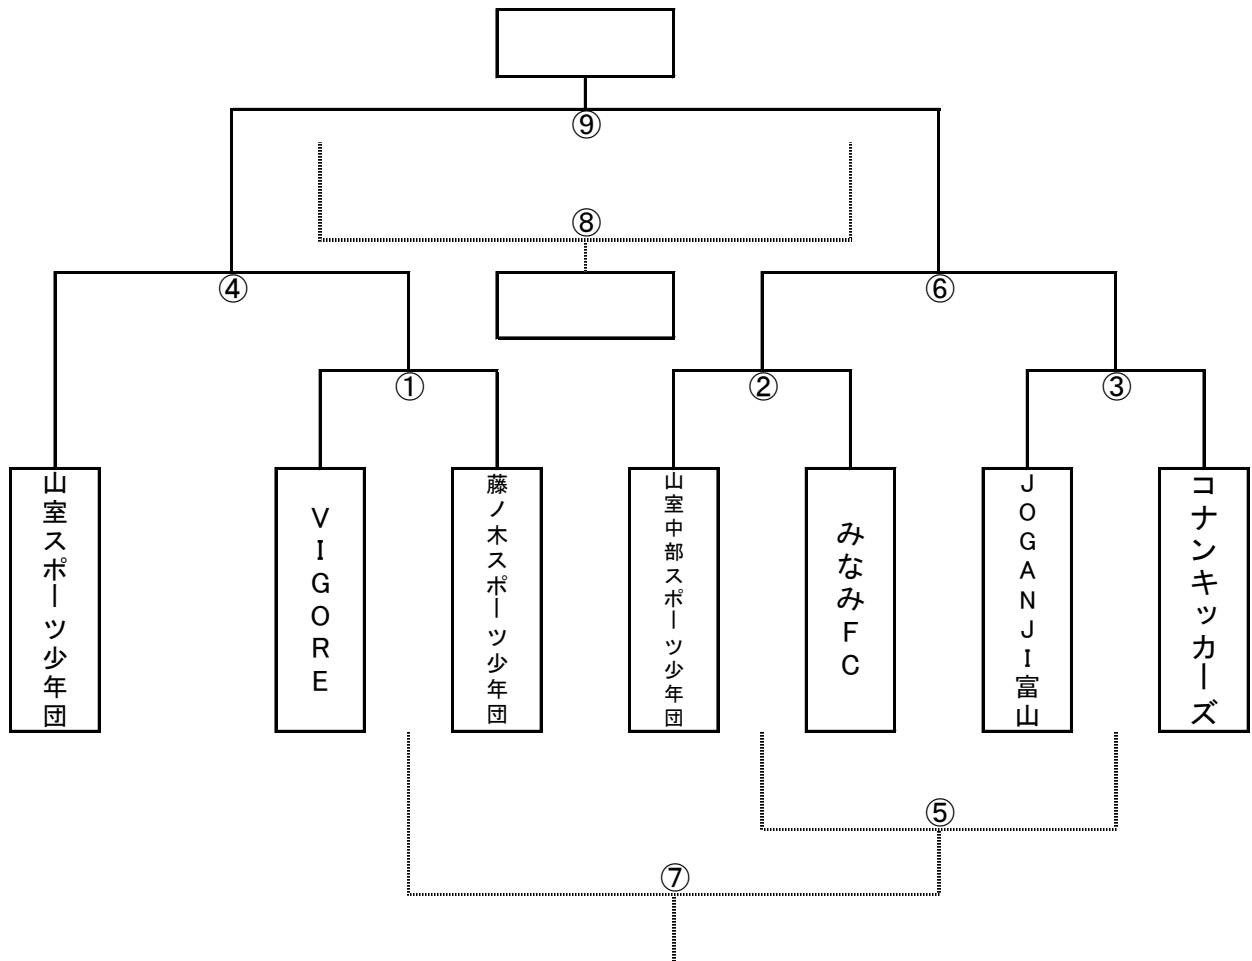 ⑨
⑧
④
⑥
①
②
③
山室スポーツ少年団
VIGORE
藤ノ木スポーツ少年団
山室中部スポーツ少年団
みなみFC
JOGANJI富山
コナンキッカーズ
⑤
⑦